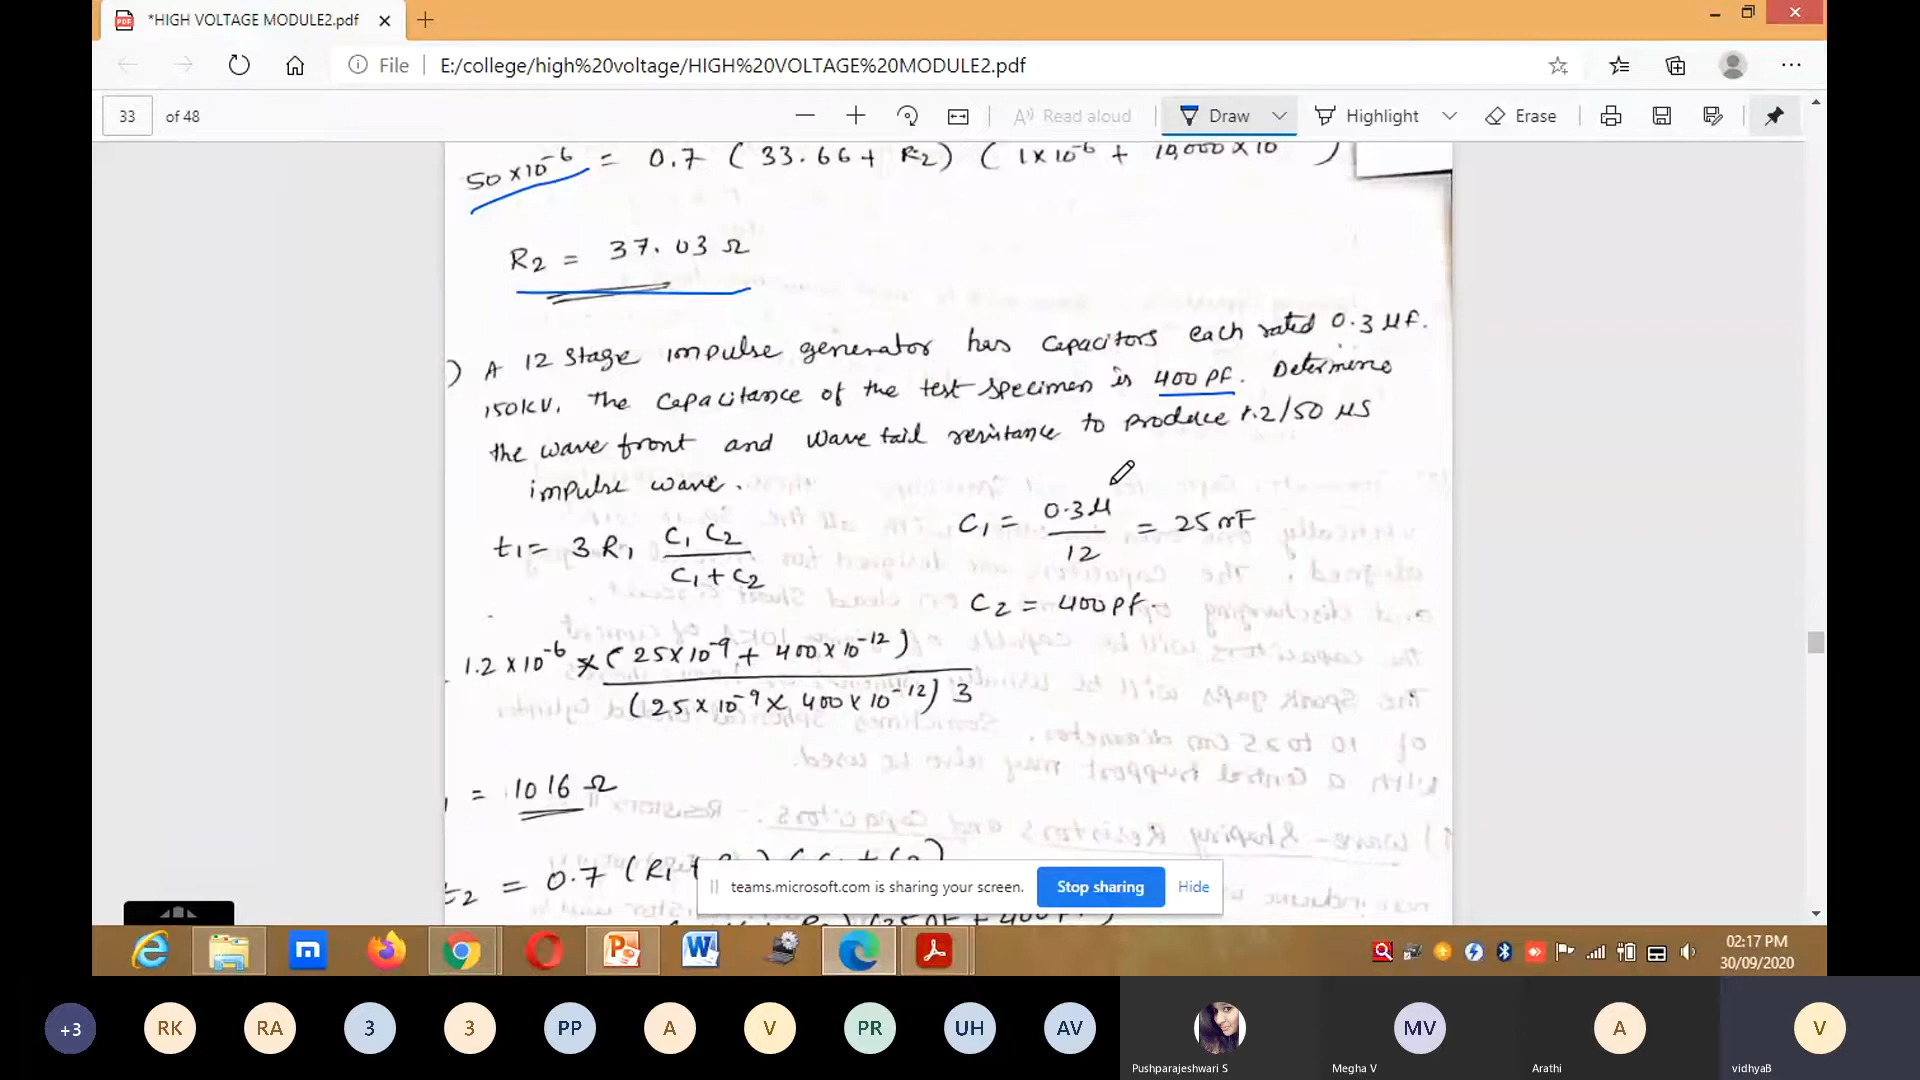 *HIGH VOLTAGE MODULE2.pdf
File E:/college/high%20voltage/HIGH%20VOLTAGE%20MODULE2.pdf
33 of 48 Read aloud Draw Highlight Erase
50×10⁻⁶ = 0.7 ( 33.66 + R2) ( 1×10⁻⁶ + 10,000×10 )
R2 = 37.03 Ω
) A 12 stage impulse generator has capacitors each rated 0.3 μF.
150kV. The capacitance of the test specimen is 400 pF. Determine
the wave front and wave tail resistance to produce 1.2/50 μs
impulse wave.
t1 = 3 R1 C1 C2 / C1 + C2
C1 = 0.3μ / 12 = 25 nF
C2 = 400 pF.
1.2×10⁻⁶ × (25×10⁻⁹ + 400×10⁻¹²) / (25×10⁻⁹ × 400×10⁻¹²) 3
= 1016 Ω
t2 = 0.7 (R1 +
teams.microsoft.com is sharing your screen. Stop sharing Hide
02:17 PM
30/09/2020
+3 RK RA 3 3 PP A V PR UH AV MV A V
Pushparajeshwari S Megha V Arathi vidhyaB